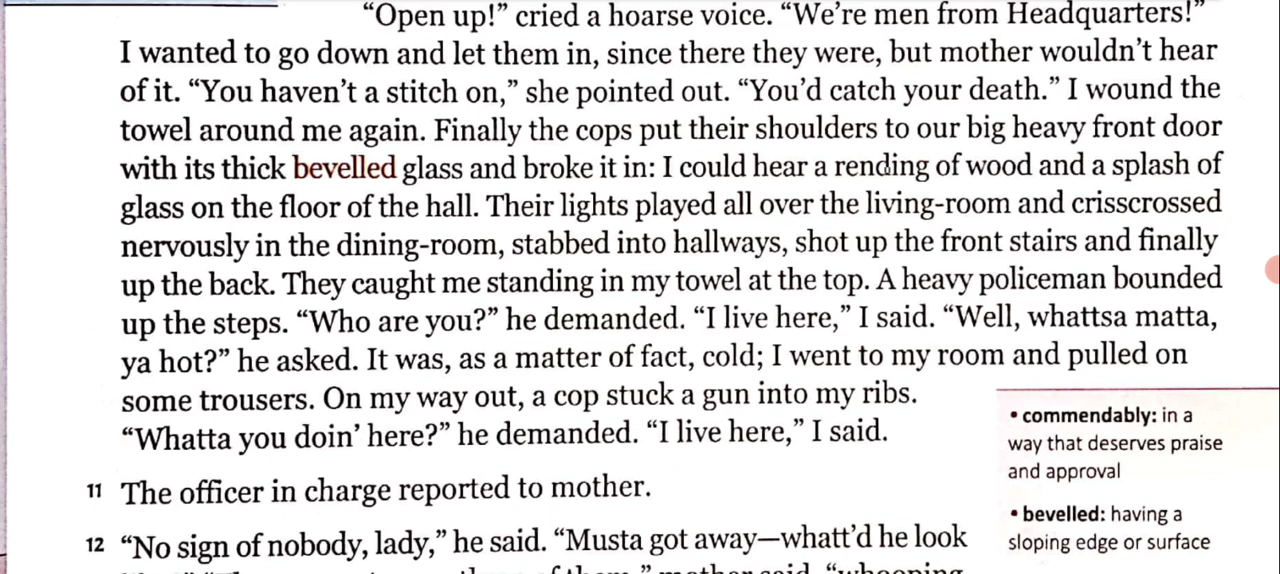 “Open up!” cried a hoarse voice. “We’re men from Headquarters!”
I wanted to go down and let them in, since there they were, but mother wouldn’t hear
of it. “You haven’t a stitch on,” she pointed out. “You’d catch your death.” I wound the
towel around me again. Finally the cops put their shoulders to our big heavy front door
with its thick bevelled glass and broke it in: I could hear a rending of wood and a splash of
glass on the floor of the hall. Their lights played all over the living-room and crisscrossed
nervously in the dining-room, stabbed into hallways, shot up the front stairs and finally
up the back. They caught me standing in my towel at the top. A heavy policeman bounded
up the steps. “Who are you?” he demanded. “I live here,” I said. “Well, whattsa matta,
ya hot?” he asked. It was, as a matter of fact, cold; I went to my room and pulled on
some trousers. On my way out, a cop stuck a gun into my ribs.
“Whatta you doin’ here?” he demanded. “I live here,” I said.
11 The officer in charge reported to mother.
12 “No sign of nobody, lady,” he said. “Musta got away—whatt’d he look
• commendably: in a
way that deserves praise
and approval
• bevelled: having a
sloping edge or surface